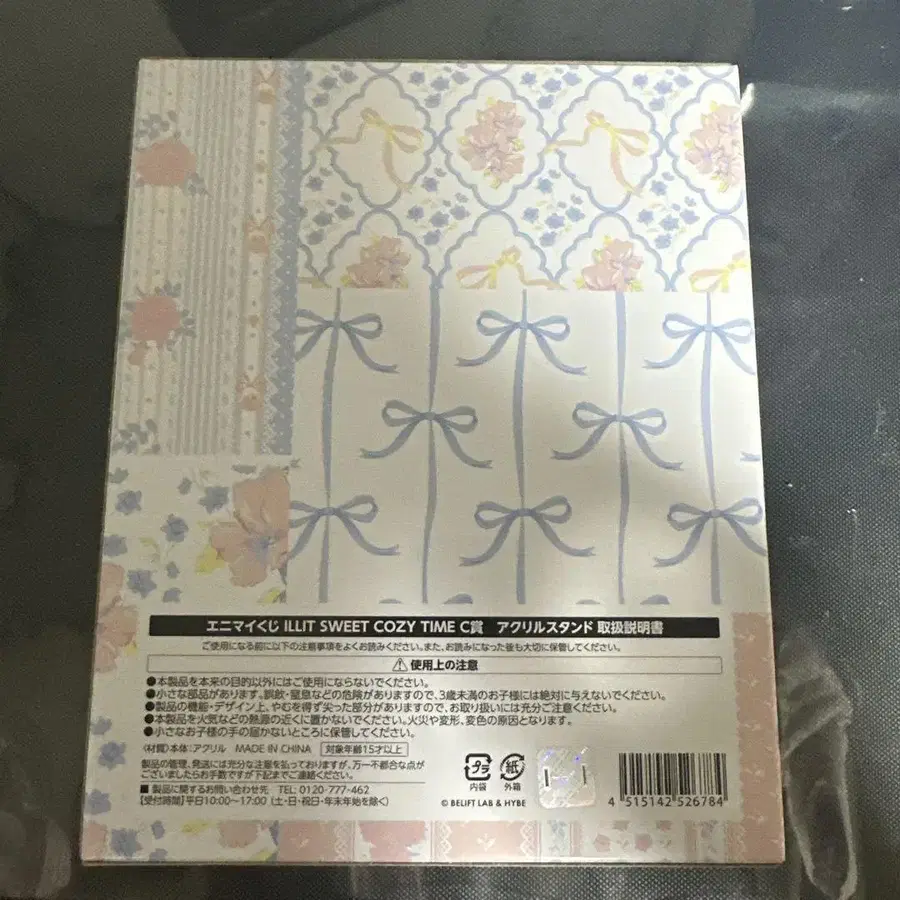 エニマイくじ ILLIT SWEET COZY TIME C賞 アクリルスタンド 取扱説明書
ご使用になる前に以下の注意事項をよくお読みください。また、お読みになった後も大切に保管してください。
⚠使用上の注意
●本製品を本来の目的以外にはご使用にならないでください。
●小さな部品があります。誤飲・窒息などの危険がありますので、3歳未満のお子様には絶対に与えないでください。
●製品の機能・デザイン上、やむを得ず尖った部分がありますので、お取り扱いには充分ご注意ください。
●本製品を火気などの熱源の近くに置かないでください。火災や変形、変色の原因となります。
●小さなお子様の手の届かないところに保管してください。
〈材質〉本体:アクリル MADE IN CHINA 対象年齢15才以上
製品の管理、発送には充分な注意を払っておりますが、万一不都合な点が
ございましたらお手数ですが下記までご連絡ください。
■製品に関するお問い合わせ先 TEL: 0120-777-462
【受付時間】平日10:00~17:00 (土・日・祝日・年末年始を除く)
プラ 紙
内袋 外箱
© BELIFT LAB & HYBE
4 515142 526784